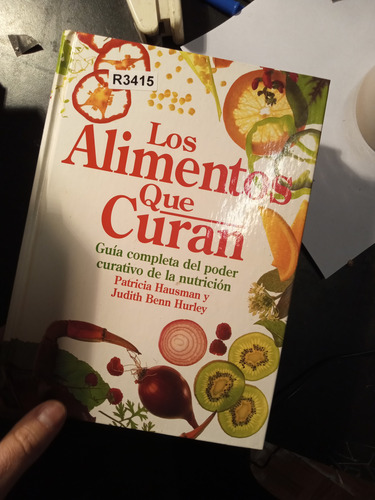 R3415
Los
Alimentos
Que
Curan
Guía completa del poder
curativo de la nutrición
Patricia Hausman y
Judith Benn Hurley